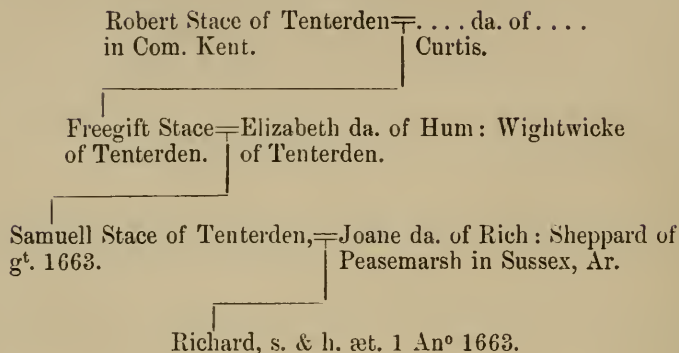 Robert Stace of Tenterden=. . . . da. of . . . .
in Com. Kent. Curtis.
Freegift Stace=Elizabeth da. of Hum : Wightwicke
of Tenterden. of Tenterden.
Samuell Stace of Tenterden,=Joane da. of Rich : Sheppard of
gᵗ. 1663. Peasemarsh in Sussex, Ar.
Richard, s. & h. æt. 1 Anº 1663.